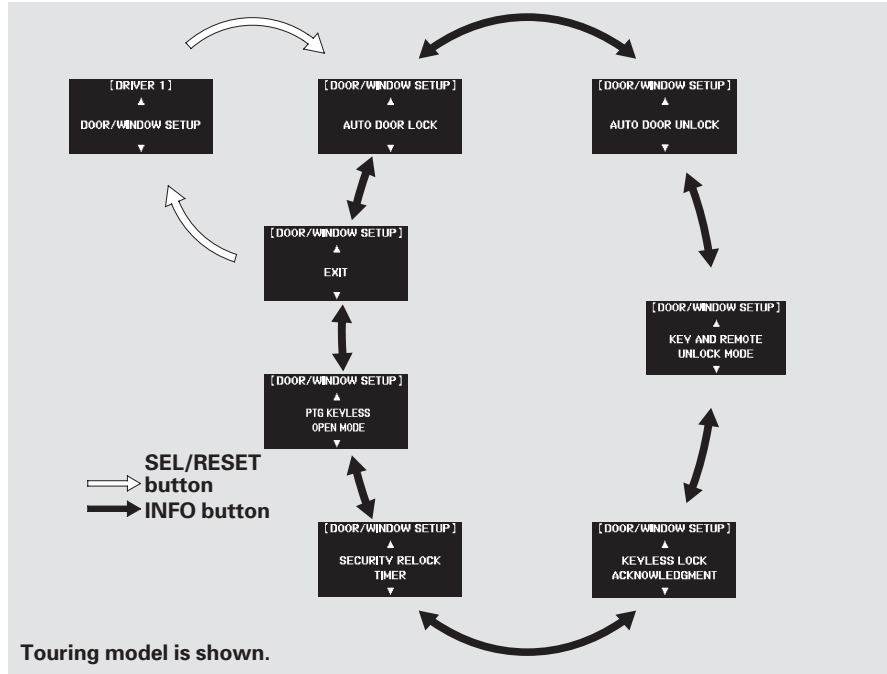 [DRIVER 1]
▲
DOOR/WINDOW SETUP
▼
[DOOR/WINDOW SETUP]
▲
AUTO DOOR LOCK
▼
[DOOR/WINDOW SETUP]
▲
AUTO DOOR UNLOCK
▼
[DOOR/WINDOW SETUP]
▲
EXIT
▼
[DOOR/WINDOW SETUP]
▲
KEY AND REMOTE
UNLOCK MODE
▼
[DOOR/WINDOW SETUP]
▲
PTG KEYLESS
OPEN MODE
▼
SEL/RESET
button
INFO button
[DOOR/WINDOW SETUP]
▲
SECURITY RELOCK
TIMER
▼
[DOOR/WINDOW SETUP]
▲
KEYLESS LOCK
ACKNOWLEDGMENT
▼
Touring model is shown.